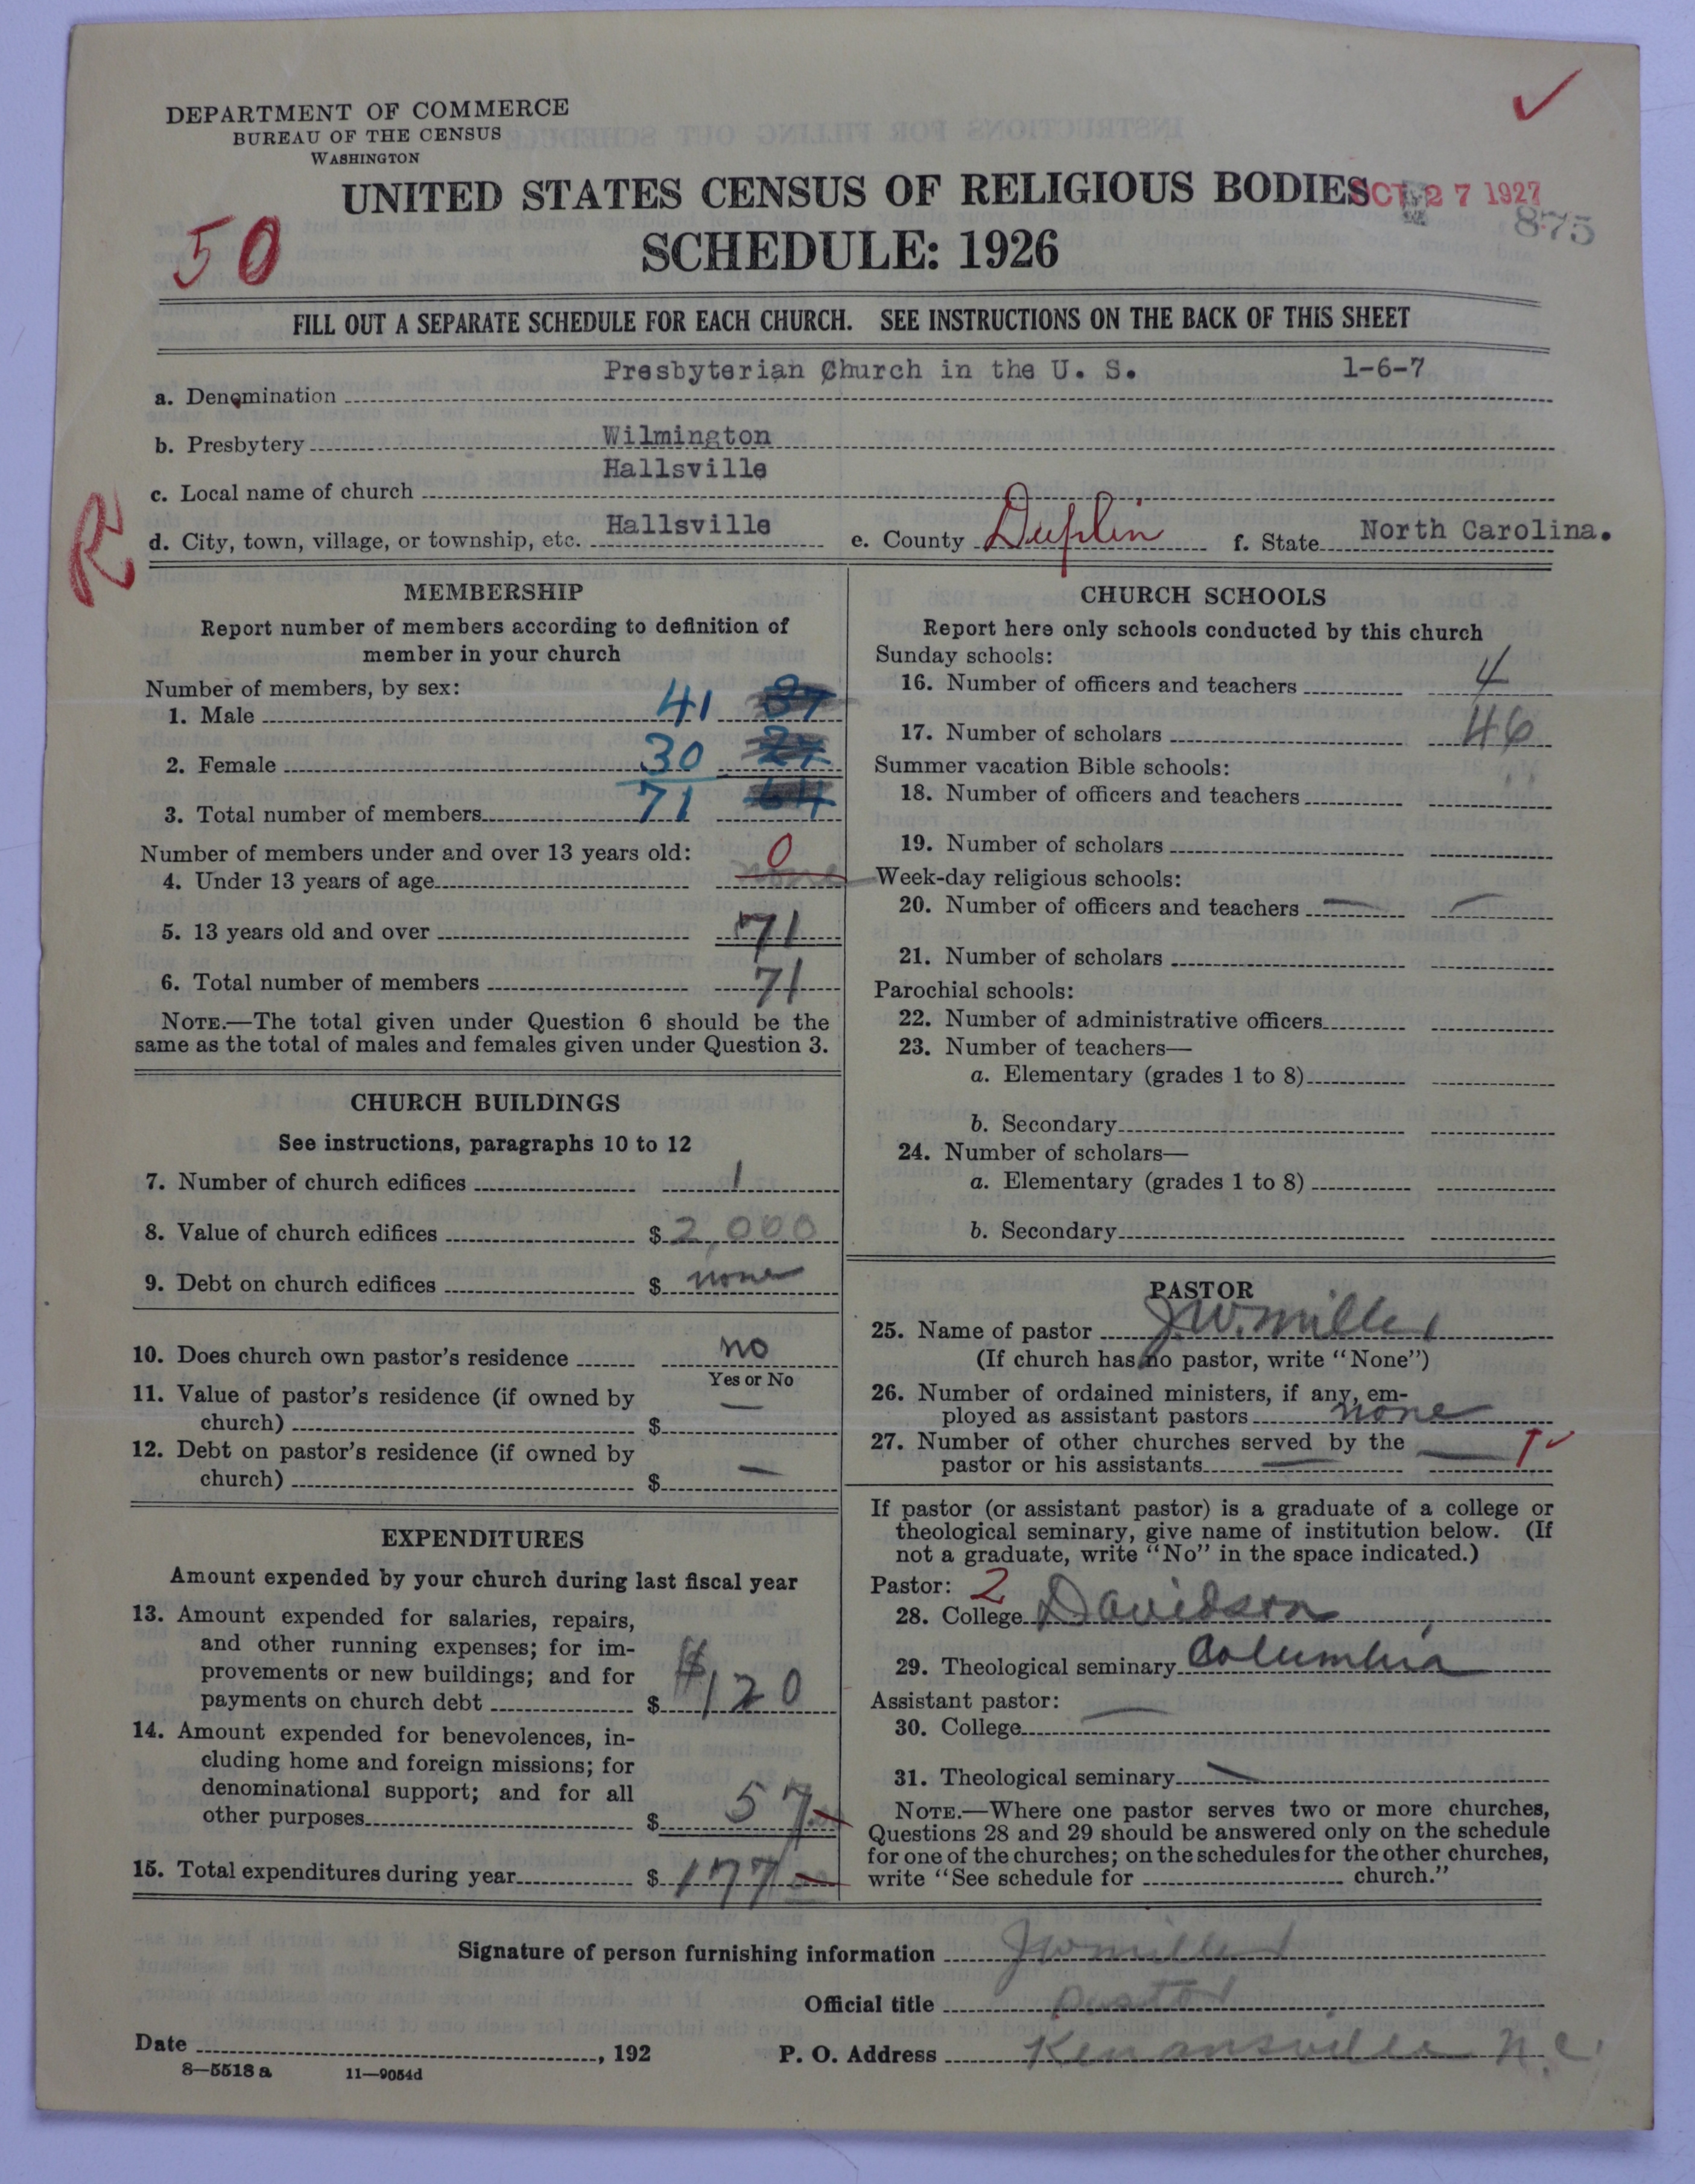 DEPARTMENT OF COMMERCE
BUREAU OF THE CENSUS
WASHINGTON
UNITED STATES CENSUS OF RELIGIOUS BODIES
OCT 27 1927
875
50
SCHEDULE: 1926
FILL OUT A SEPARATE SCHEDULE FOR EACH CHURCH. SEE INSTRUCTIONS ON THE BACK OF THIS SHEET
a. Denomination Presbyterian Church in the U. S. 1-6-7
b. Presbytery Wilmington
c. Local name of church Hallsville
R
d. City, town, village, or township, etc. Hallsville e. County Duplin f. State North Carolina.
MEMBERSHIP
Report number of members according to definition of
member in your church
Number of members, by sex:
1. Male 41
2. Female 30
3. Total number of members 71 64
Number of members under and over 13 years old:
4. Under 13 years of age 0 none
5. 13 years old and over 71
6. Total number of members 71
NOTE.—The total given under Question 6 should be the
same as the total of males and females given under Question 3.
CHURCH BUILDINGS
See instructions, paragraphs 10 to 12
7. Number of church edifices 1
8. Value of church edifices $ 2,000
9. Debt on church edifices $ none
10. Does church own pastor's residence no
Yes or No
11. Value of pastor's residence (if owned by
church) $ —
12. Debt on pastor's residence (if owned by
church) $ —
EXPENDITURES
Amount expended by your church during last fiscal year
13. Amount expended for salaries, repairs,
and other running expenses; for im-
provements or new buildings; and for
payments on church debt $ $120
14. Amount expended for benevolences, in-
cluding home and foreign missions; for
denominational support; and for all
other purposes $ 57
15. Total expenditures during year $ 177
CHURCH SCHOOLS
Report here only schools conducted by this church
Sunday schools:
16. Number of officers and teachers 4
17. Number of scholars 46
Summer vacation Bible schools:
18. Number of officers and teachers
19. Number of scholars
Week-day religious schools:
20. Number of officers and teachers — —
21. Number of scholars
Parochial schools:
22. Number of administrative officers
23. Number of teachers—
a. Elementary (grades 1 to 8)
b. Secondary
24. Number of scholars—
a. Elementary (grades 1 to 8)
b. Secondary
PASTOR
25. Name of pastor J.W. Miller
(If church has no pastor, write "None")
26. Number of ordained ministers, if any, em-
ployed as assistant pastors none
27. Number of other churches served by the
pastor or his assistants —
If pastor (or assistant pastor) is a graduate of a college or
theological seminary, give name of institution below. (If
not a graduate, write "No" in the space indicated.)
Pastor: 2
28. College Davidson
29. Theological seminary Columbia
Assistant pastor:
30. College —
31. Theological seminary —
NOTE.—Where one pastor serves two or more churches,
Questions 28 and 29 should be answered only on the schedule
for one of the churches; on the schedules for the other churches,
write "See schedule for church."
Signature of person furnishing information JW Miller
Official title Pastor
Date , 192
P. O. Address Kenansville N.C.
8—5518 a 11—9054d